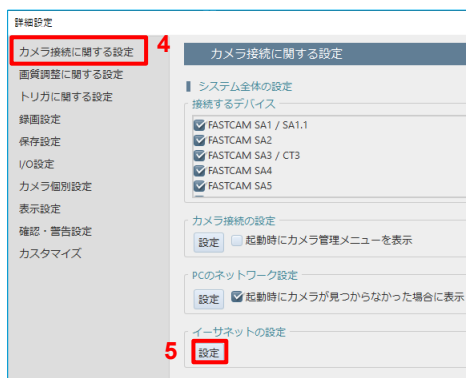 詳細設定
カメラ接続に関する設定
4
画質調整に関する設定
トリガに関する設定
録画設定
保存設定
I/O設定
カメラ個別設定
表示設定
確認・警告設定
カスタマイズ
カメラ接続に関する設定
システム全体の設定
接続するデバイス
FASTCAM SA1 / SA1.1
FASTCAM SA2
FASTCAM SA3 / CT3
FASTCAM SA4
FASTCAM SA5
カメラ接続の設定
設定 起動時にカメラ管理メニューを表示
PCのネットワーク設定
設定 起動時にカメラが見つからなかった場合に表示
イーサネットの設定
5 設定